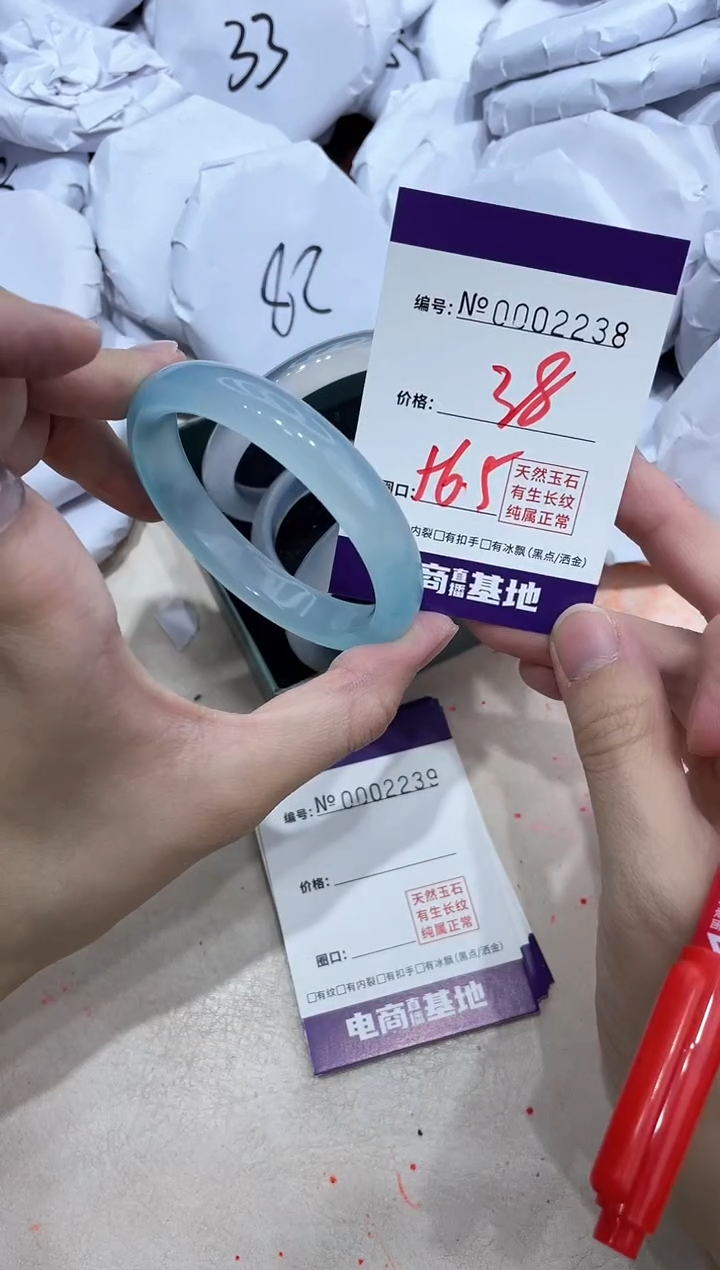 33
82
编号: №0002238
价格: 38
圈口: +65
天然玉石
有生长纹
纯属正常
内裂□有扣手□有冰飘(黑点/洒金)
商直播基地
编号: №0002239
价格:
天然玉石
有生长纹
纯属正常
圈口:
□有纹□有内裂□有扣手□有冰飘(黑点/洒金)
电商直播基地